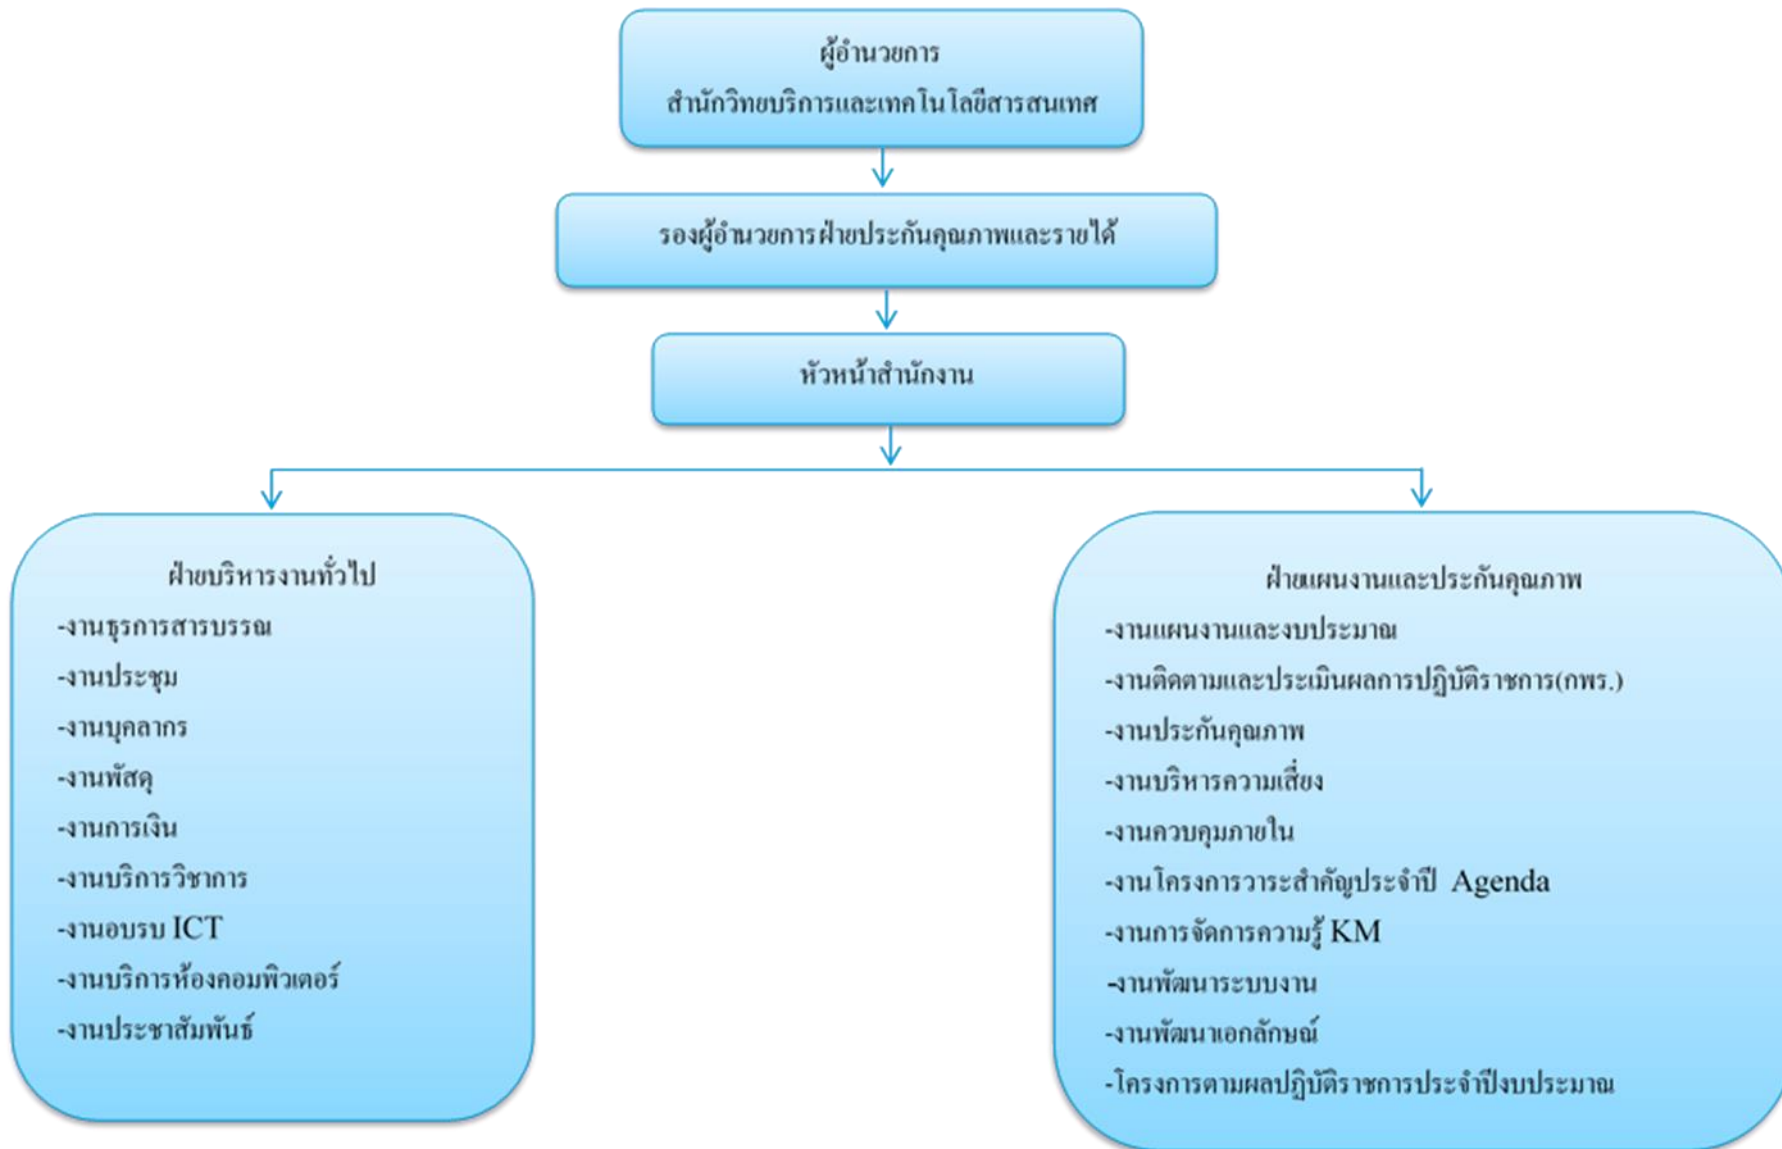 ผู้อำนวยการ
สำนักวิทยบริการและเทคโนโลยีสารสนเทศ
รองผู้อำนวยการฝ่ายประกันคุณภาพและรายได้
หัวหน้าสำนักงาน
ฝ่ายบริหารงานทั่วไป
-งานธุรการสารบรรณ
-งานประชุม
-งานบุคลากร
-งานพัสดุ
-งานการเงิน
-งานบริการวิชาการ
-งานอบรบ ICT
-งานบริการห้องคอมพิวเตอร์
-งานประชาสัมพันธ์
ฝ่ายแผนงานและประกันคุณภาพ
-งานแผนงานและงบประมาณ
-งานติดตามและประเมินผลการปฏิบัติราชการ(กพร.)
-งานประกันคุณภาพ
-งานบริหารความเสี่ยง
-งานควบคุมภายใน
-งานโครงการวาระสำคัญประจำปี Agenda
-งานการจัดการความรู้ KM
-งานพัฒนาระบบงาน
-งานพัฒนาเอกลักษณ์
-โครงการตามผลปฏิบัติราชการประจำปีงบประมาณ